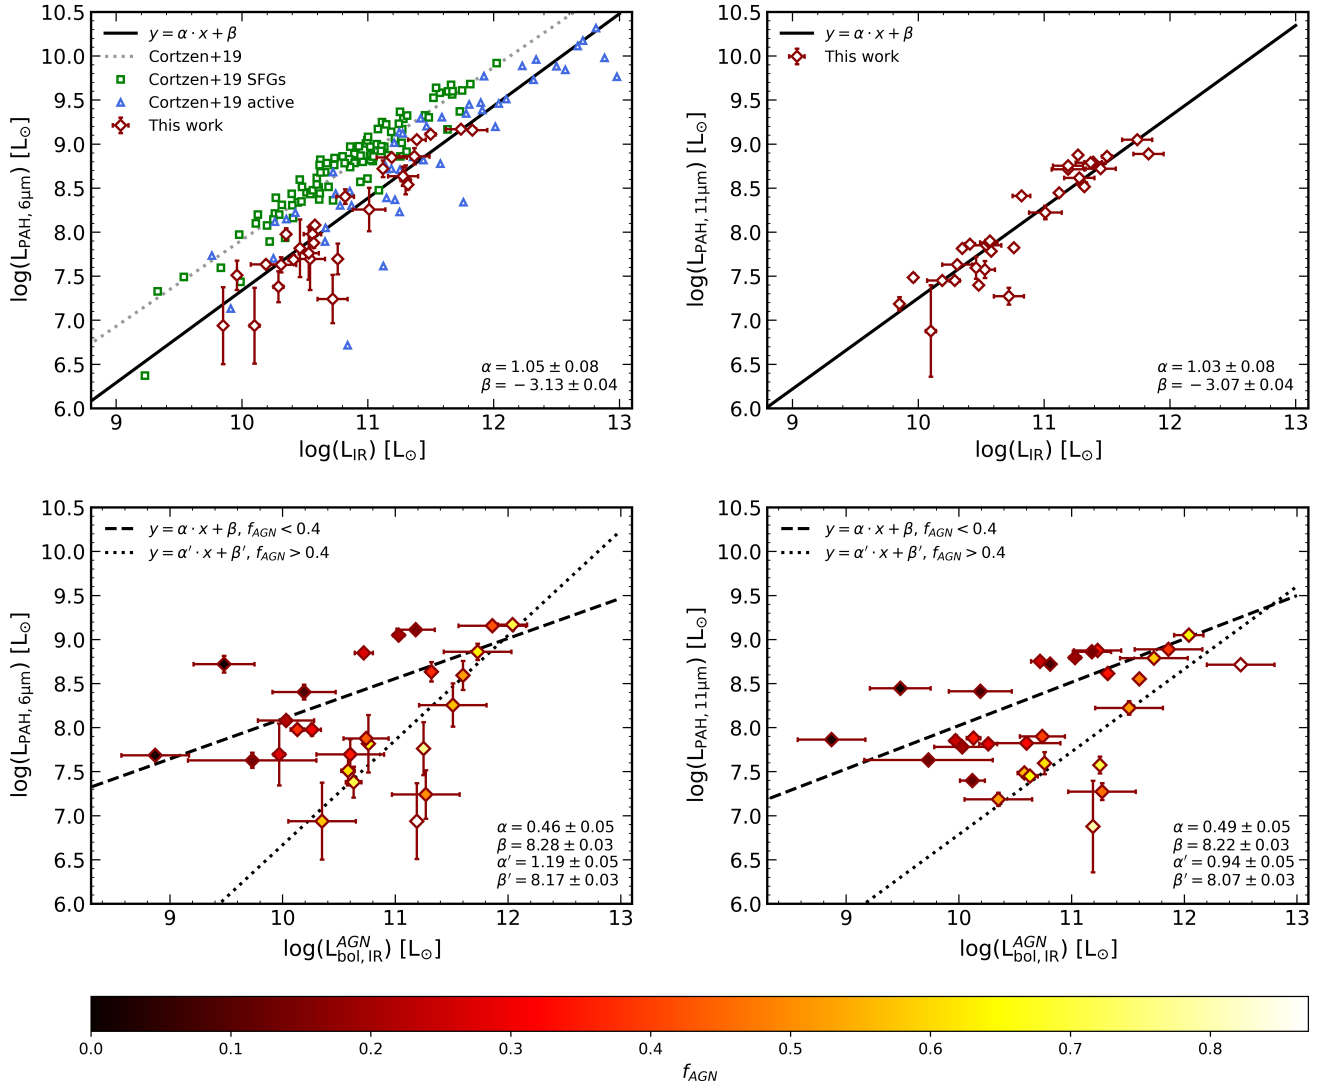 10.5
10.0
9.5
9.0
8.5
8.0
7.5
7.0
6.5
6.0
log(L_PAH, 6μm) [L⊙]
y = α · x + β
Cortzen+19
Cortzen+19 SFGs
Cortzen+19 active
This work
α = 1.05 ± 0.08
β = −3.13 ± 0.04
9 10 11 12 13
log(L_IR) [L⊙]
10.5
10.0
9.5
9.0
8.5
8.0
7.5
7.0
6.5
6.0
log(L_PAH, 11μm) [L⊙]
y = α · x + β
This work
α = 1.03 ± 0.08
β = −3.07 ± 0.04
9 10 11 12 13
log(L_IR) [L⊙]
10.5
10.0
9.5
9.0
8.5
8.0
7.5
7.0
6.5
6.0
log(L_PAH, 6μm) [L⊙]
y = α · x + β, f_AGN < 0.4
y = α′ · x + β′, f_AGN > 0.4
α = 0.46 ± 0.05
β = 8.28 ± 0.03
α′ = 1.19 ± 0.05
β′ = 8.17 ± 0.03
9 10 11 12 13
log(L^AGN_bol, IR) [L⊙]
10.5
10.0
9.5
9.0
8.5
8.0
7.5
7.0
6.5
6.0
log(L_PAH, 11μm) [L⊙]
y = α · x + β, f_AGN < 0.4
y = α′ · x + β′, f_AGN > 0.4
α = 0.49 ± 0.05
β = 8.22 ± 0.03
α′ = 0.94 ± 0.05
β′ = 8.07 ± 0.03
9 10 11 12 13
log(L^AGN_bol, IR) [L⊙]
0.0 0.1 0.2 0.3 0.4 0.5 0.6 0.7 0.8
f_AGN